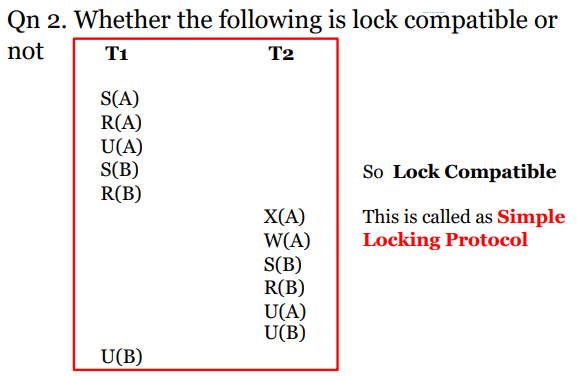 Qn 2. Whether the following is lock compatible or
not
T1 T2
S(A)
R(A)
U(A)
S(B)
R(B)
X(A)
W(A)
S(B)
R(B)
U(A)
U(B)
U(B)
So Lock Compatible
This is called as Simple
Locking Protocol